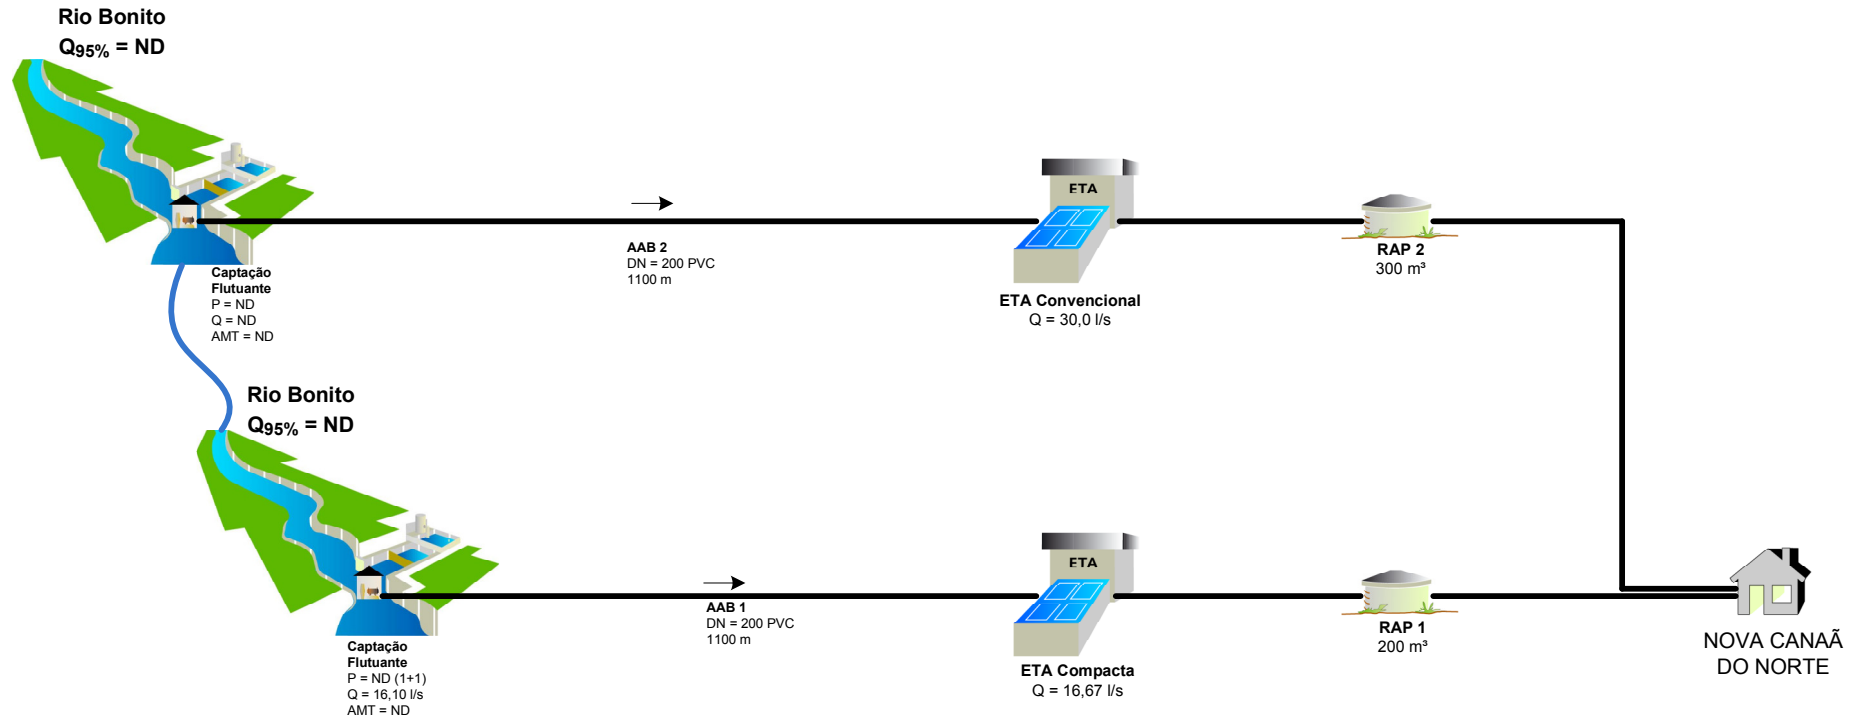 Rio Bonito
Q95% = ND
Captação
Flutuante
P = ND
Q = ND
AMT = ND
AAB 2
DN = 200 PVC
1100 m
ETA
ETA Convencional
Q = 30,0 l/s
RAP 2
300 m³
Rio Bonito
Q95% = ND
Captação
Flutuante
P = ND (1+1)
Q = 16,10 l/s
AMT = ND
AAB 1
DN = 200 PVC
1100 m
ETA
ETA Compacta
Q = 16,67 l/s
RAP 1
200 m³
NOVA CANAÃ
DO NORTE